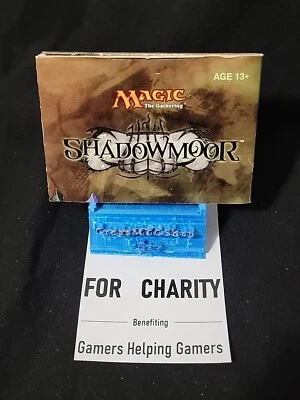 AGE 13+
MAGIC
The Gathering
SHADOWMOOR
FOR CHARITY
Benefiting
Gamers Helping Gamers